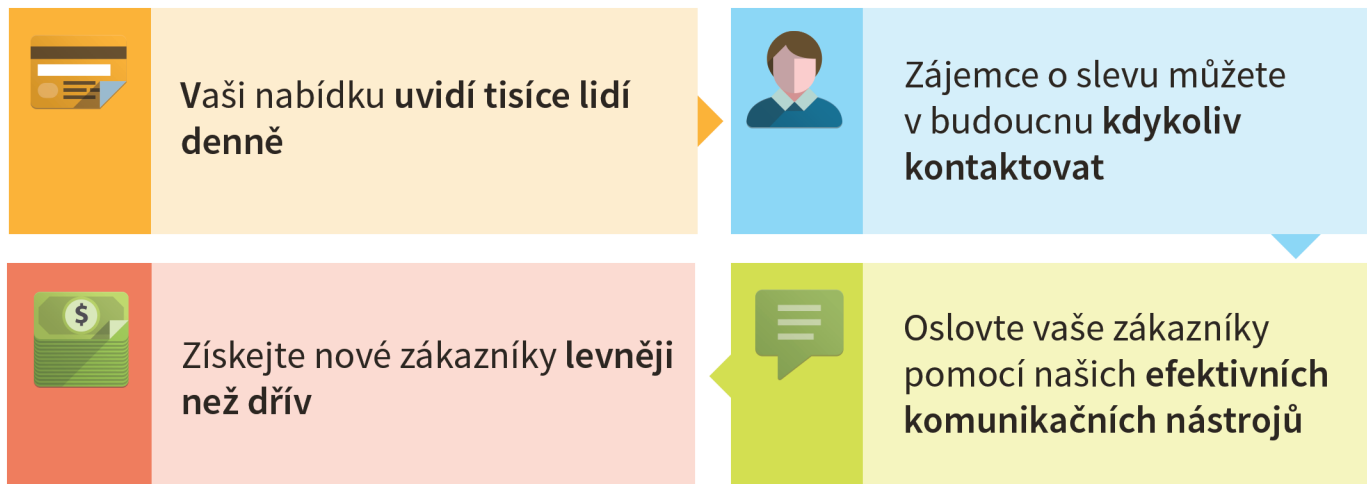 Vaši nabídku uvidí tisíce lidí
denně
Zájemce o slevu můžete
v budoucnu kdykoliv
kontaktovat
Oslovte vaše zákazníky
pomocí našich efektivních
komunikačních nástrojů
$
Získejte nové zákazníky levněji
než dřív